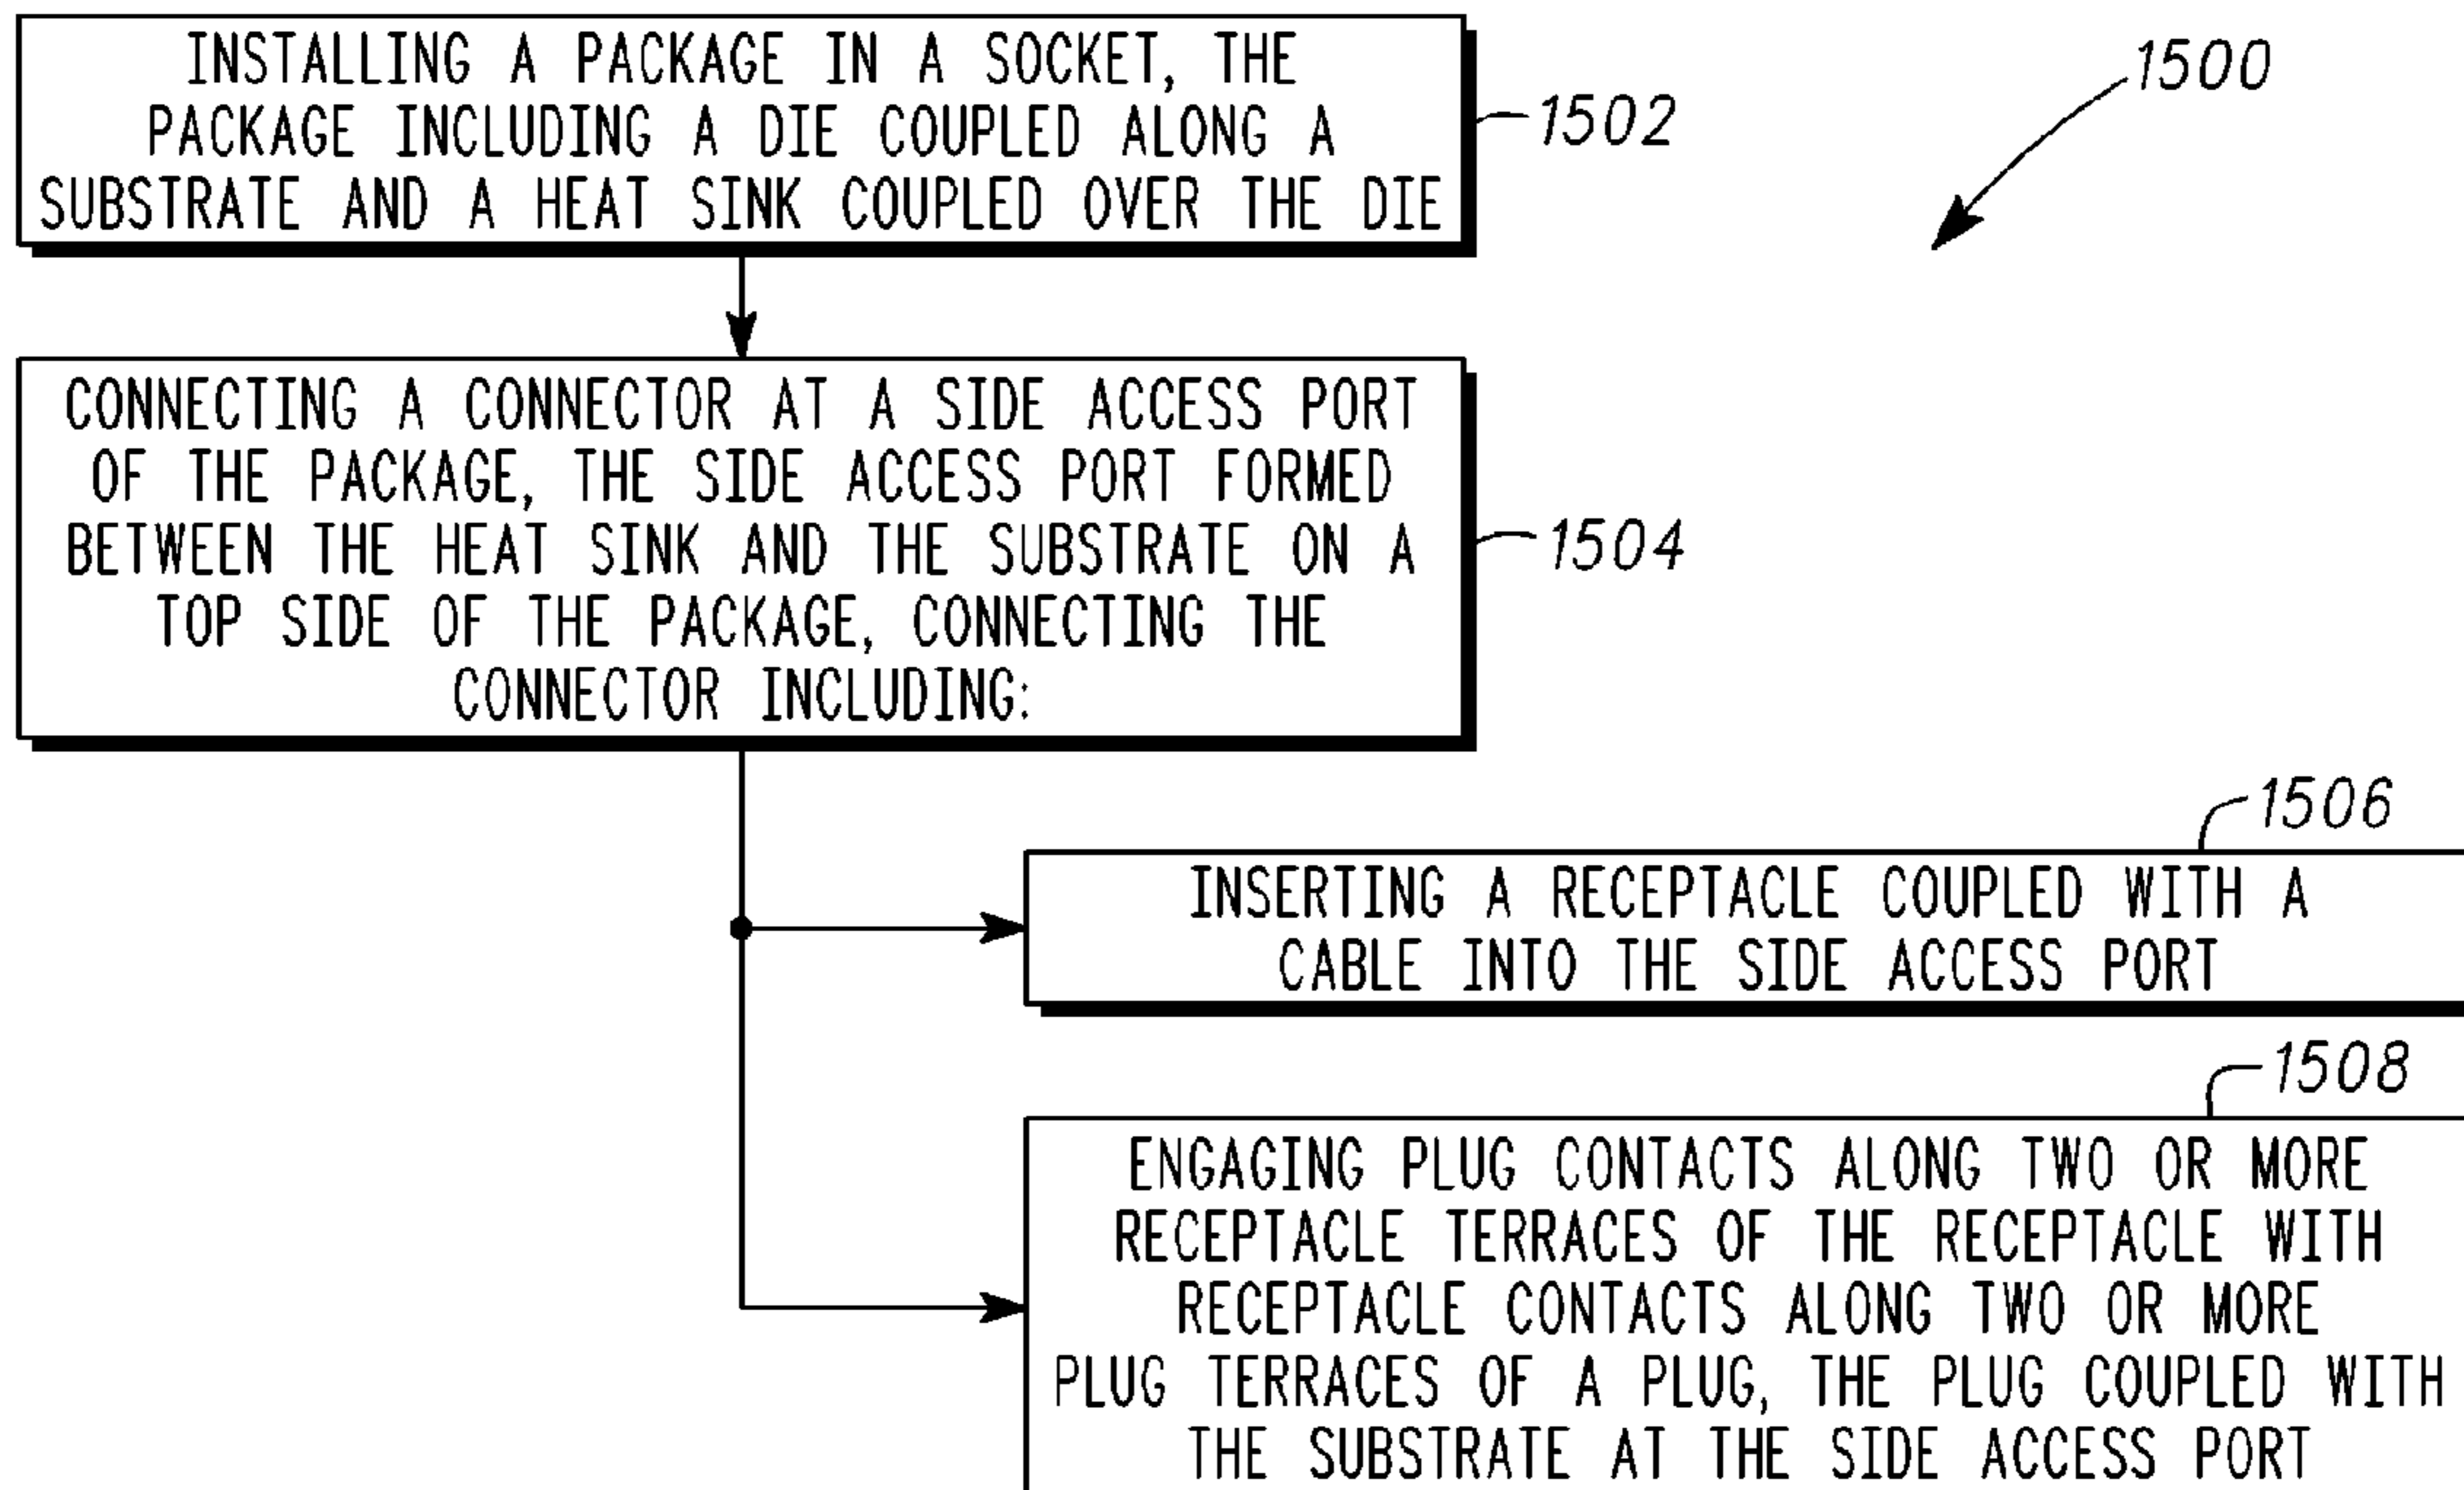 INSTALLING A PACKAGE IN A SOCKET, THE
PACKAGE INCLUDING A DIE COUPLED ALONG A
SUBSTRATE AND A HEAT SINK COUPLED OVER THE DIE
1502
1500
CONNECTING A CONNECTOR AT A SIDE ACCESS PORT
OF THE PACKAGE, THE SIDE ACCESS PORT FORMED
BETWEEN THE HEAT SINK AND THE SUBSTRATE ON A
TOP SIDE OF THE PACKAGE, CONNECTING THE
CONNECTOR INCLUDING:
1504
1506
INSERTING A RECEPTACLE COUPLED WITH A
CABLE INTO THE SIDE ACCESS PORT
1508
ENGAGING PLUG CONTACTS ALONG TWO OR MORE
RECEPTACLE TERRACES OF THE RECEPTACLE WITH
RECEPTACLE CONTACTS ALONG TWO OR MORE
PLUG TERRACES OF A PLUG, THE PLUG COUPLED WITH
THE SUBSTRATE AT THE SIDE ACCESS PORT